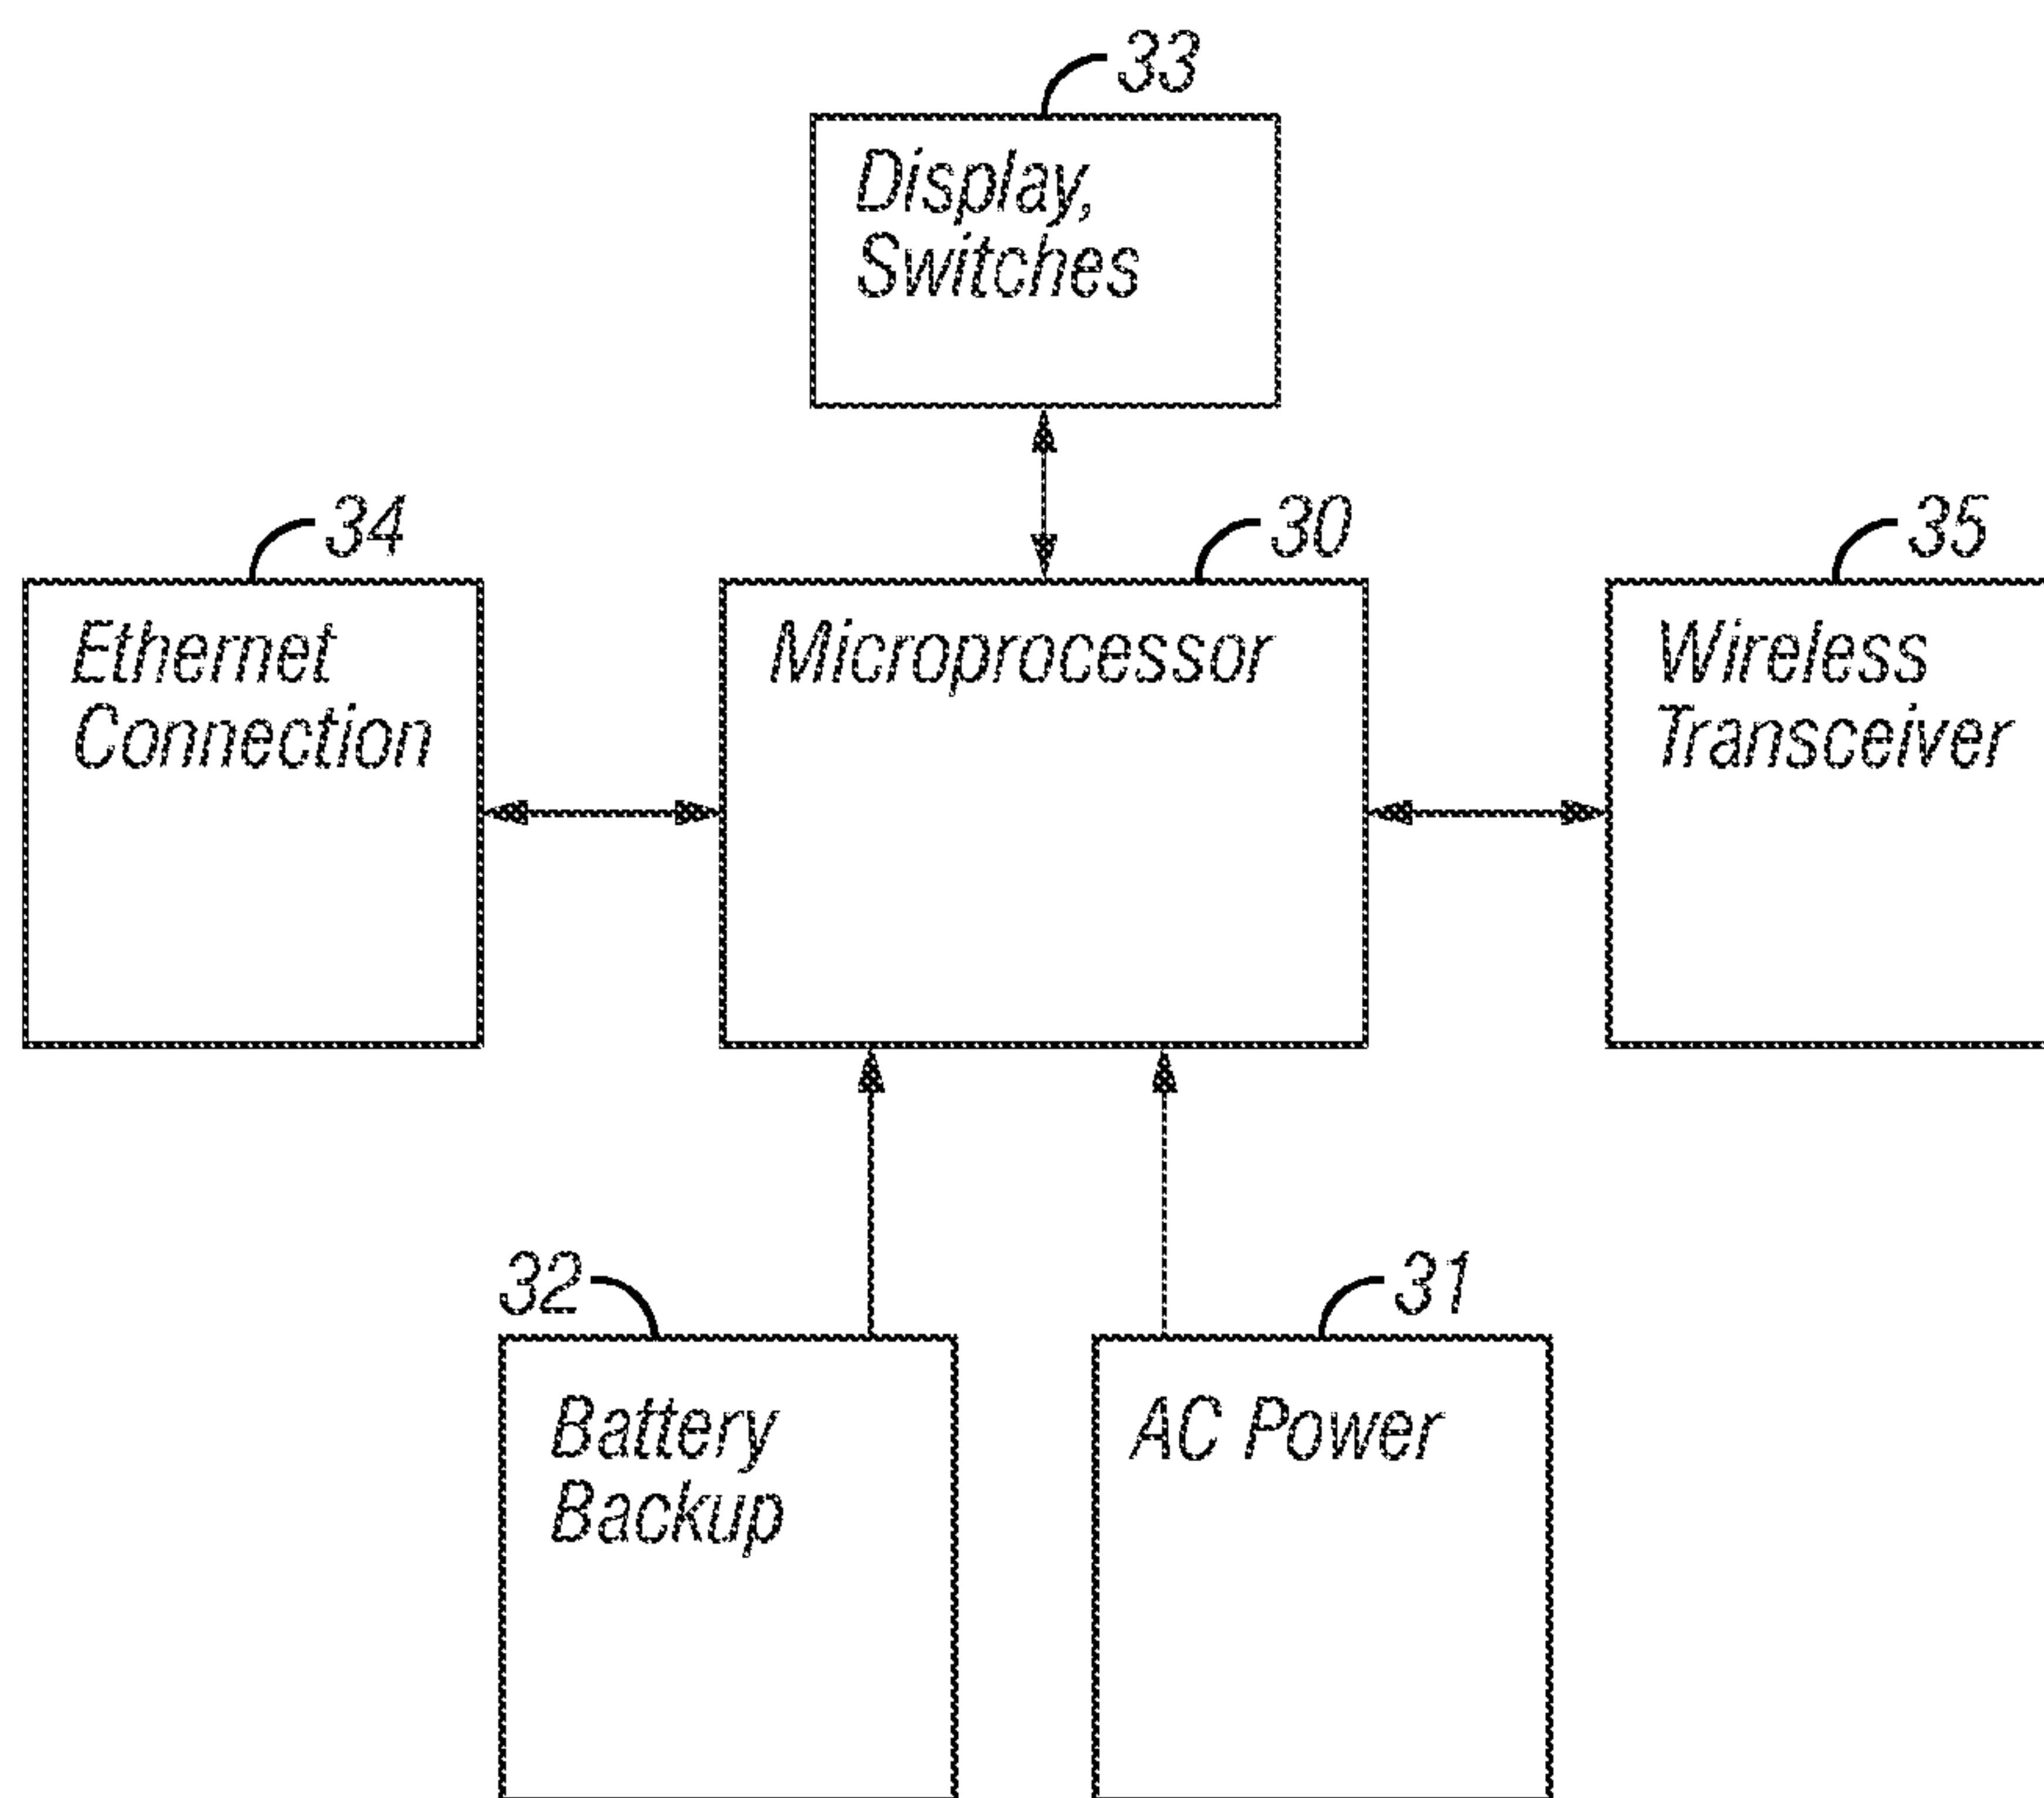 33
Display,
Switches
34
30
35
Ethernet
Connection
Microprocessor
Wireless
Transceiver
32
31
Battery
Backup
AC Power